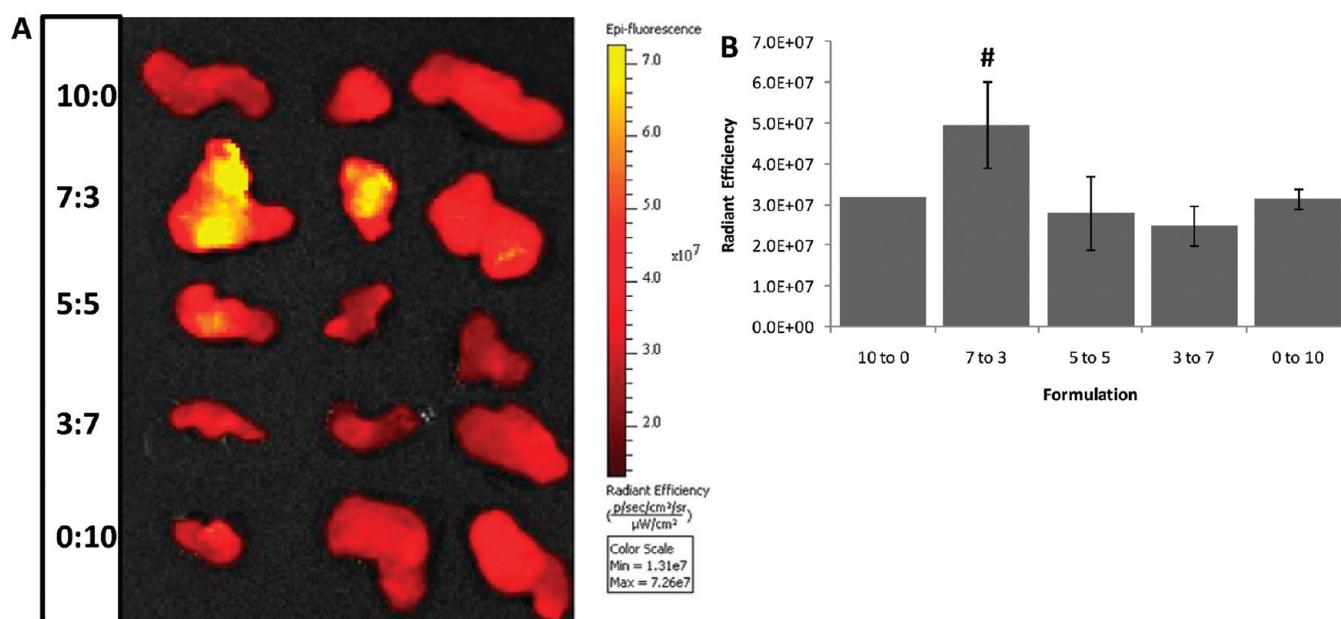 A
10:0
7:3
5:5
3:7
0:10
Epi-fluorescence
7.0
6.0
5.0
x10⁷
4.0
3.0
2.0
Radiant Efficiency
(p/sec/cm²/sr / µW/cm²)
Color Scale
Min = 1.31e7
Max = 7.26e7
B
#
Radiant Efficiency
7.0E+07
6.0E+07
5.0E+07
4.0E+07
3.0E+07
2.0E+07
1.0E+07
0.0E+00
10 to 0
7 to 3
5 to 5
3 to 7
0 to 10
Formulation